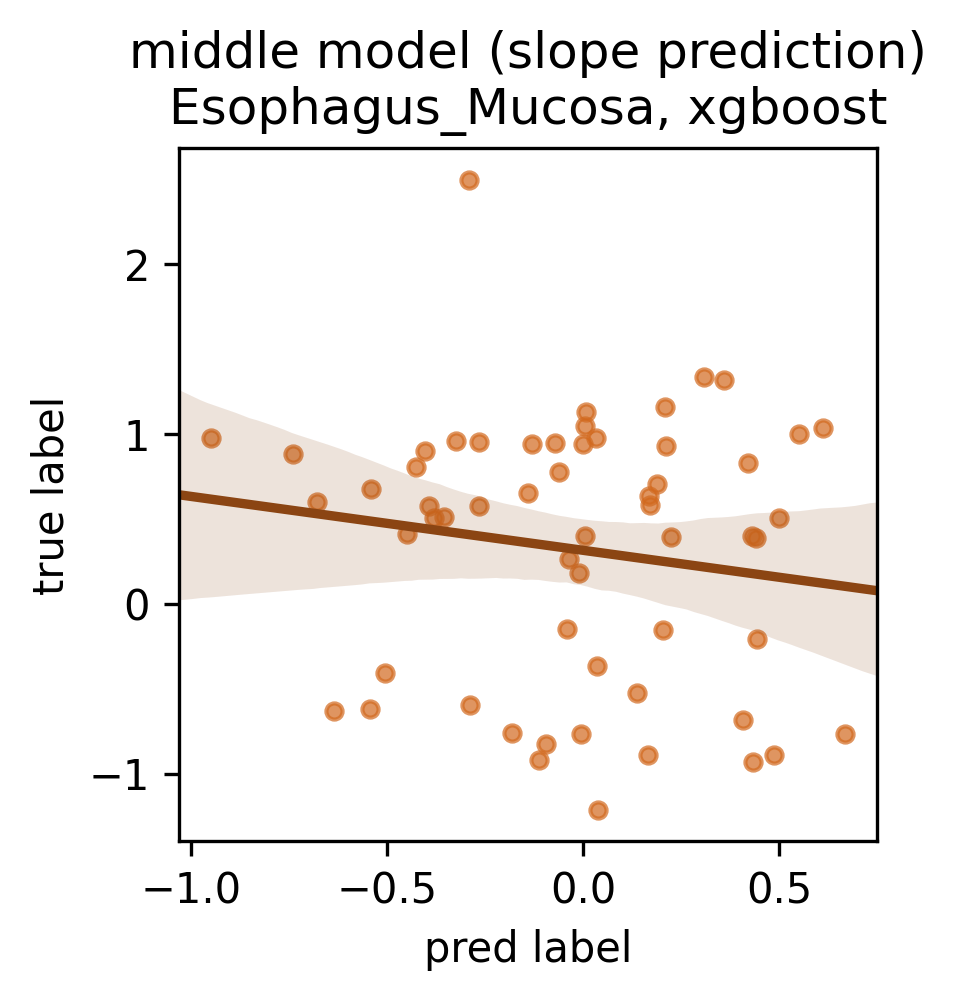 middle model (slope prediction)
Esophagus_Mucosa, xgboost
true label
2
1
0
−1
−1.0
−0.5
0.0
0.5
pred label